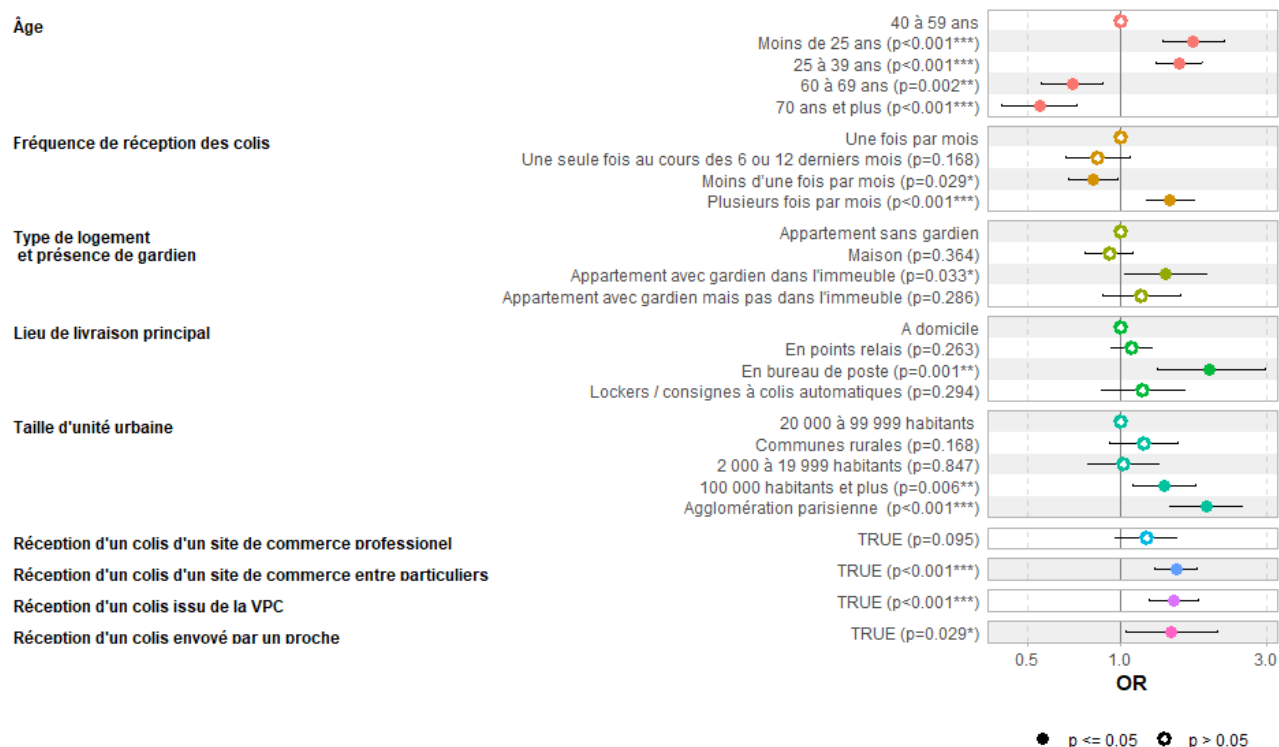 Âge
40 à 59 ans
Moins de 25 ans (p<0.001***)
25 à 39 ans (p<0.001***)
60 à 69 ans (p=0.002**)
70 ans et plus (p<0.001***)
Fréquence de réception des colis
Une fois par mois
Une seule fois au cours des 6 ou 12 derniers mois (p=0.168)
Moins d'une fois par mois (p=0.029*)
Plusieurs fois par mois (p<0.001***)
Type de logement
et présence de gardien
Appartement sans gardien
Maison (p=0.364)
Appartement avec gardien dans l'immeuble (p=0.033*)
Appartement avec gardien mais pas dans l'immeuble (p=0.286)
Lieu de livraison principal
A domicile
En points relais (p=0.263)
En bureau de poste (p=0.001**)
Lockers / consignes à colis automatiques (p=0.294)
Taille d'unité urbaine
20 000 à 99 999 habitants
Communes rurales (p=0.168)
2 000 à 19 999 habitants (p=0.847)
100 000 habitants et plus (p=0.006**)
Agglomération parisienne (p<0.001***)
Réception d'un colis d'un site de commerce professionel
TRUE (p=0.095)
Réception d'un colis d'un site de commerce entre particuliers
TRUE (p<0.001***)
Réception d'un colis issu de la VPC
TRUE (p<0.001***)
Réception d'un colis envoyé par un proche
TRUE (p=0.029*)
0.5 1.0 3.0
OR
p <= 0.05 p > 0.05